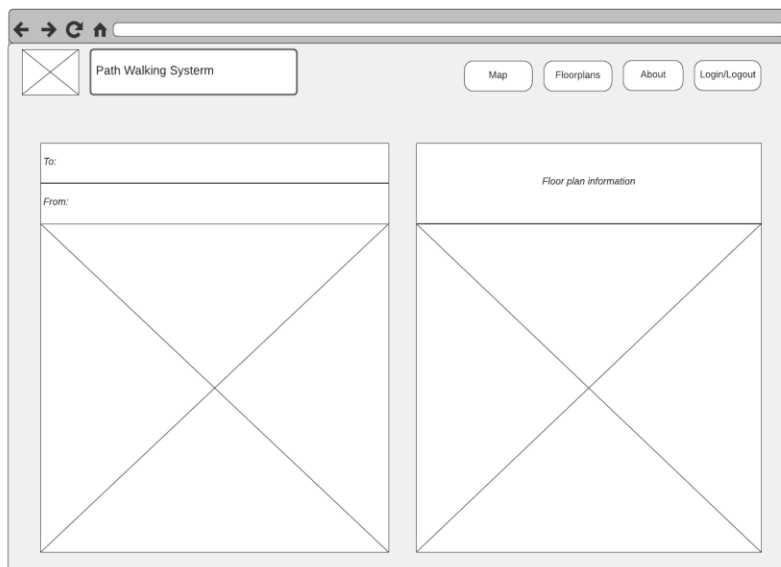 Path Walking Systerm
Map
Floorplans
About
Login/Logout
To:
From:
Floor plan information